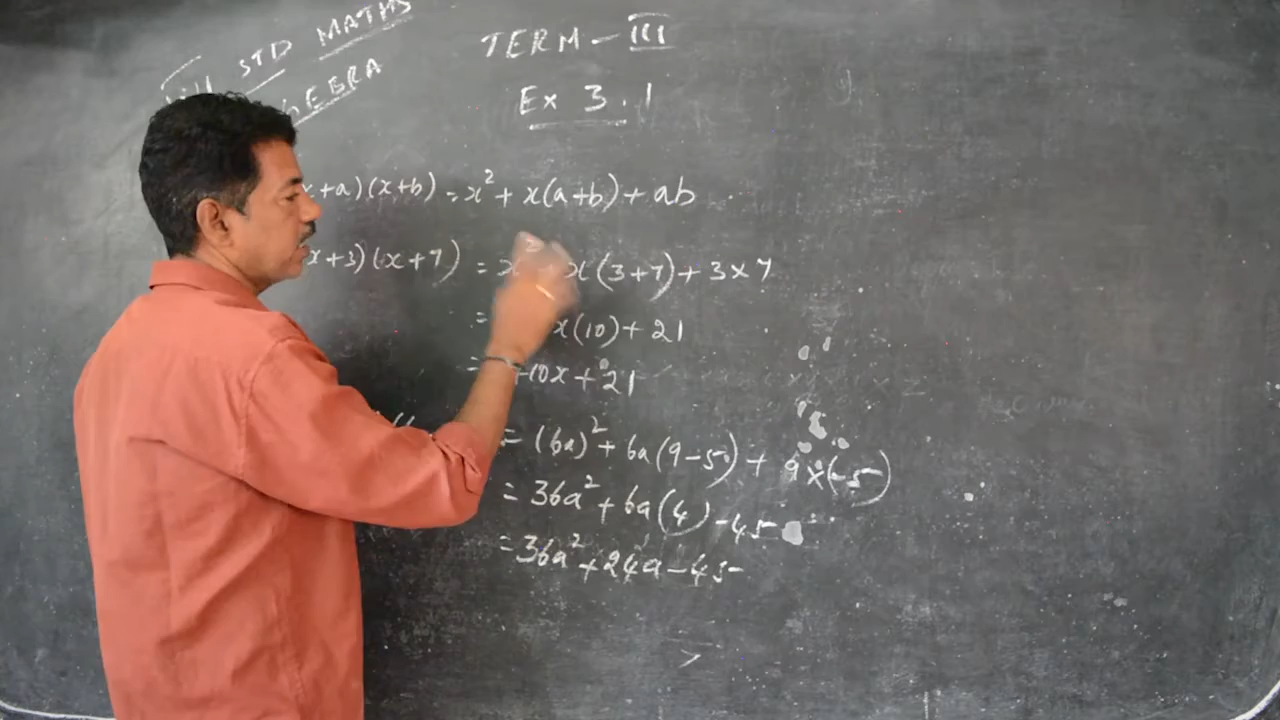 STD MATHS
TERM - III
Ex 3.1
+a)(x+b) = x² + x(a+b) + ab
x+3)(x+7) = x² + x(3+7) + 3×7
= x(10) + 21
= +10x + 21
= (6a)² + 6a(9-5) + 9×(-5)
= 36a² + 6a(4) - 45
= 36a² + 24a - 45